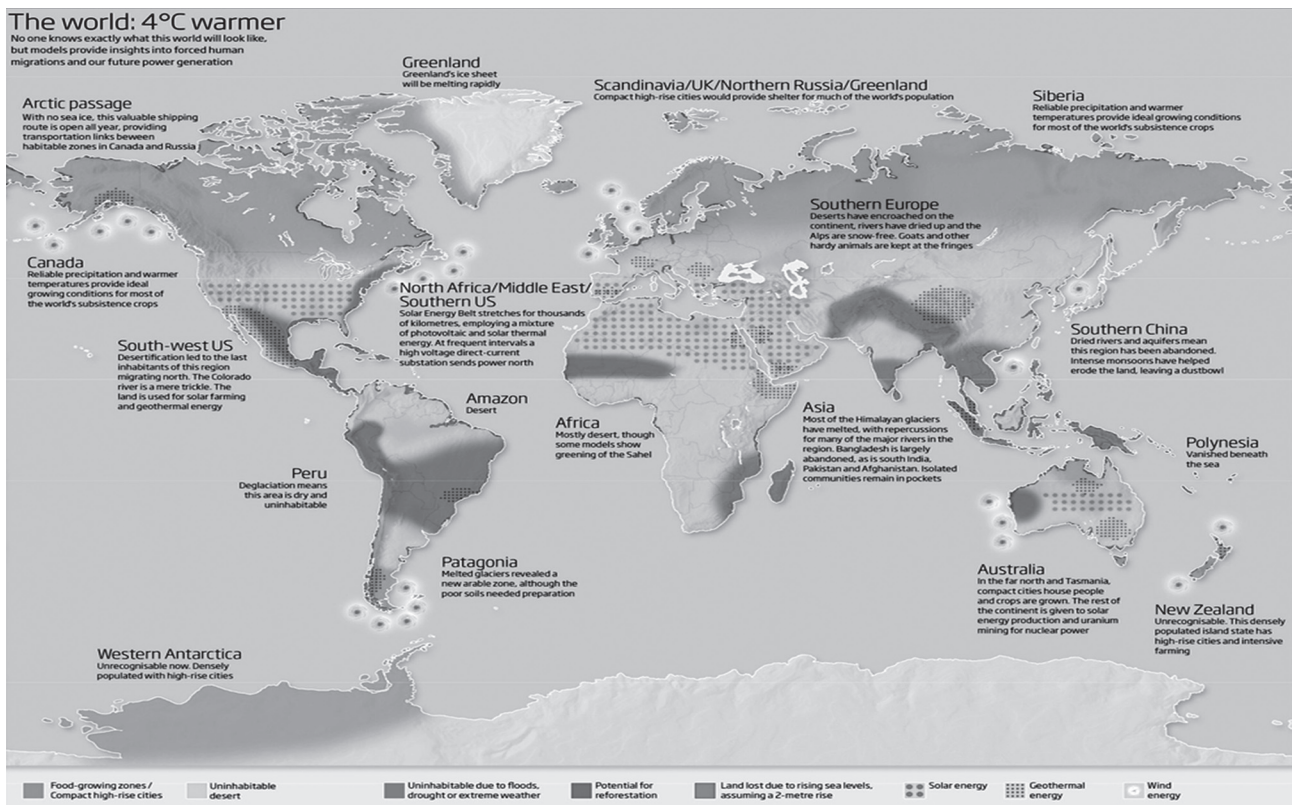 The world: 4°C warmer
No one knows exactly what this world will look like,
but models provide insights into forced human
migrations and our future power generation
Greenland
Greenland's ice sheet
will be melting rapidly
Scandinavia/UK/Northern Russia/Greenland
Compact high-rise cities would provide shelter for much of the world's population
Siberia
Reliable precipitation and warmer
temperatures provide ideal growing conditions
for most of the world's subsistence crops
Arctic passage
With no sea ice, this valuable shipping
route is open all year, providing
transportation links beween
habitable zones in Canada and Russia
Southern Europe
Deserts have encroached on the
continent, rivers have dried up and the
Alps are snow-free. Goats and other
hardy animals are kept at the fringes
Canada
Reliable precipitation and warmer
temperatures provide ideal
growing conditions for most of
the world's subsistence crops
North Africa/Middle East/
Southern US
Solar Energy Belt stretches for thousands
of kilometres, employing a mixture
of photovoltaic and solar thermal
energy. At frequent intervals a
high voltage direct-current
substation sends power north
South-west US
Desertification led to the last
inhabitants of this region
migrating north. The Colorado
river is a mere trickle. The
land is used for solar farming
and geothermal energy
Southern China
Dried rivers and aquifers mean
this region has been abandoned.
Intense monsoons have helped
erode the land, leaving a dustbowl
Amazon
Desert
Africa
Mostly desert, though
some models show
greening of the Sahel
Asia
Most of the Himalayan glaciers
have melted, with repercussions
for many of the major rivers in the
region. Bangladesh is largely
abandoned, as is south India,
Pakistan and Afghanistan. Isolated
communities remain in pockets
Polynesia
Vanished beneath
the sea
Peru
Deglaciation means
this area is dry and
uninhabitable
Patagonia
Melted glaciers revealed a
new arable zone, although the
poor soils needed preparation
Australia
In the far north and Tasmania,
compact cities house people
and crops are grown. The rest of
the continent is given to solar
energy production and uranium
mining for nuclear power
New Zealand
Unrecognisable. This densely
populated island state has
high-rise cities and intensive
farming
Western Antarctica
Unrecognisable now. Densely
populated with high-rise cities
Food-growing zones /
Compact high-rise cities
Uninhabitable
desert
Uninhabitable due to floods,
drought or extreme weather
Potential for
reforestation
Land lost due to rising sea levels,
assuming a 2-metre rise
Solar energy
Geothermal
energy
Wind
energy